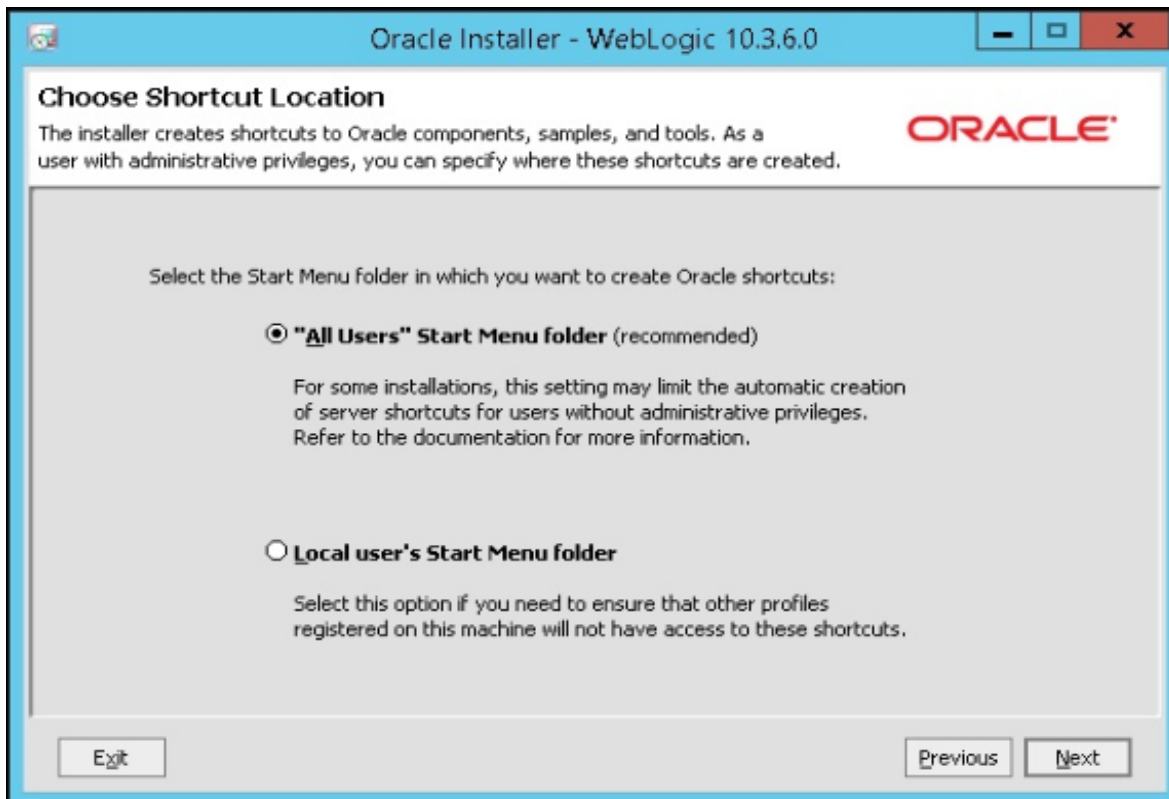 Oracle Installer - WebLogic 10.3.6.0
Choose Shortcut Location
The installer creates shortcuts to Oracle components, samples, and tools. As a
user with administrative privileges, you can specify where these shortcuts are created.
ORACLE
Select the Start Menu folder in which you want to create Oracle shortcuts:
"All Users" Start Menu folder (recommended)
For some installations, this setting may limit the automatic creation
of server shortcuts for users without administrative privileges.
Refer to the documentation for more information.
Local user's Start Menu folder
Select this option if you need to ensure that other profiles
registered on this machine will not have access to these shortcuts.
Exit
Previous
Next